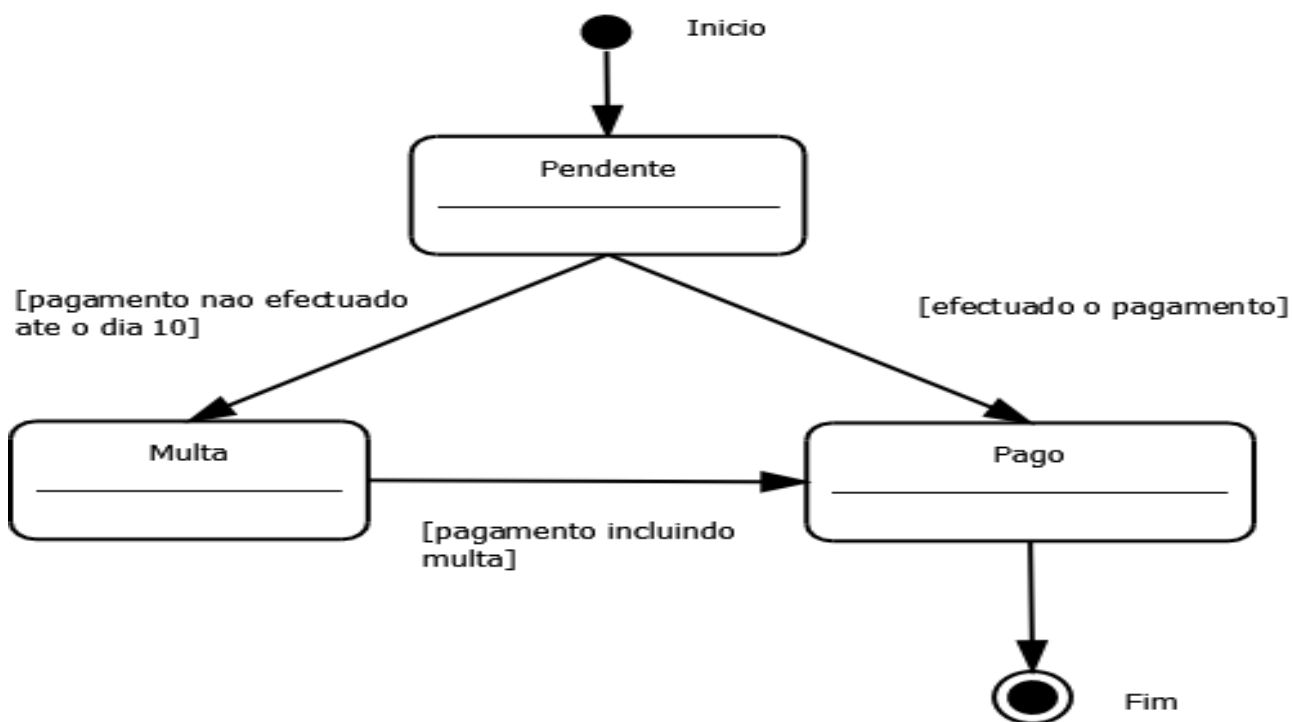 Inicio
Pendente
[pagamento nao efectuado
ate o dia 10]
[efectuado o pagamento]
Multa
Pago
[pagamento incluindo
multa]
Fim